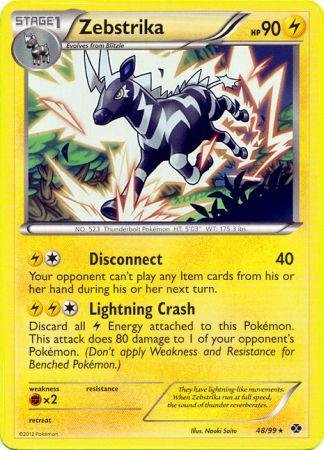 STAGE1
Zebstrika
HP 90
Evolves from Blitzle
NO. 523 Thunderbolt Pokémon HT: 5'03" WT: 175.3 lbs.
Disconnect 40
Your opponent can't play any Item cards from his or
her hand during his or her next turn.
Lightning Crash
Discard all Energy attached to this Pokémon.
This attack does 80 damage to 1 of your opponent's
Pokémon. (Don't apply Weakness and Resistance for
Benched Pokémon.)
weakness
resistance
×2
retreat
They have lightning-like movements.
When Zebstrika run at full speed,
the sound of thunder reverberates.
©2012 Pokémon
Illus. Naoki Saito
48/99★